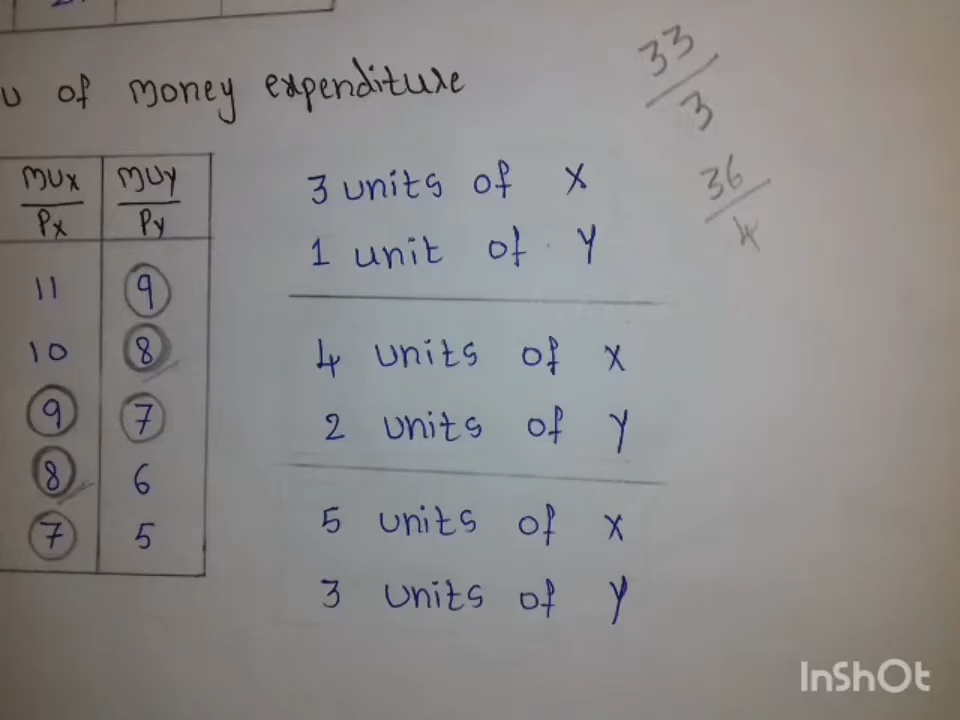 U of money expenditure
33
3
36
4
MUx MUy
Px Py
11 9
10 8
9 7
8 6
7 5
3 units of X
1 unit of Y
4 units of X
2 units of Y
5 units of X
3 units of Y
InShOt